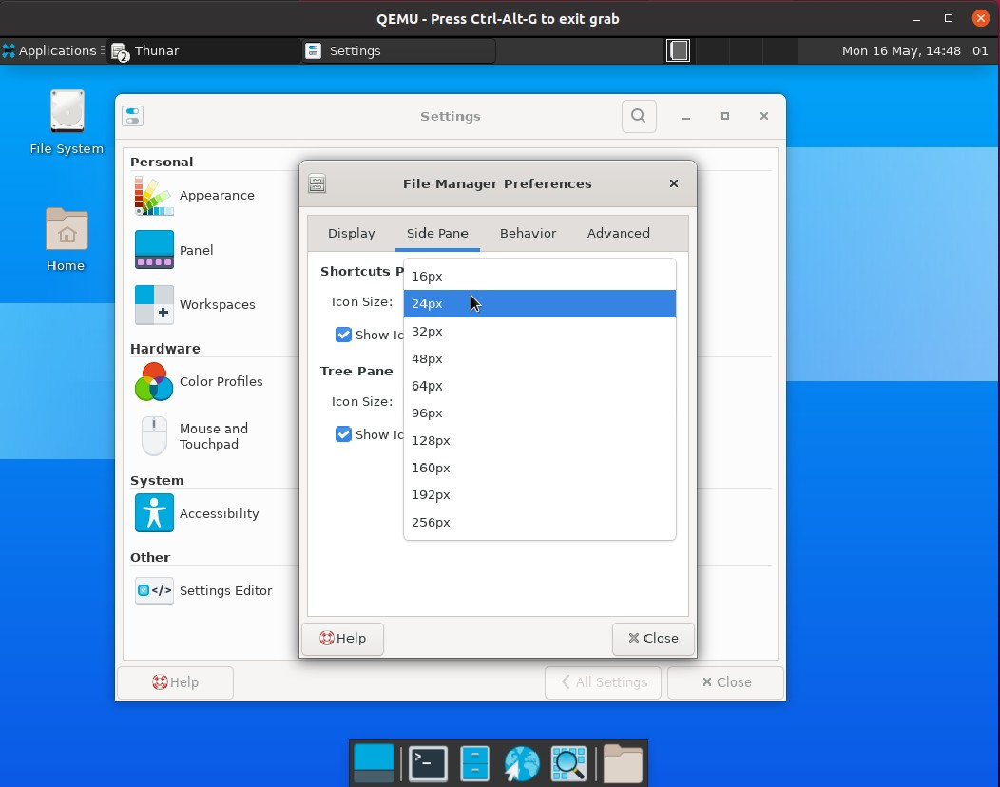 QEMU - Press Ctrl-Alt-G to exit grab
Applications
2
Thunar
Settings
Mon 16 May, 14:48 :01
File System
Home
Settings
Personal
Appearance
Panel
Workspaces
Hardware
Color Profiles
Mouse and
Touchpad
System
Accessibility
Other
</> Settings Editor
Help
All Settings
Close
File Manager Preferences
Display
Side Pane
Behavior
Advanced
Shortcuts P
Icon Size:
Show Ic
Tree Pane
Icon Size:
Show Ic
16px
24px
32px
48px
64px
96px
128px
160px
192px
256px
Help
Close
>_